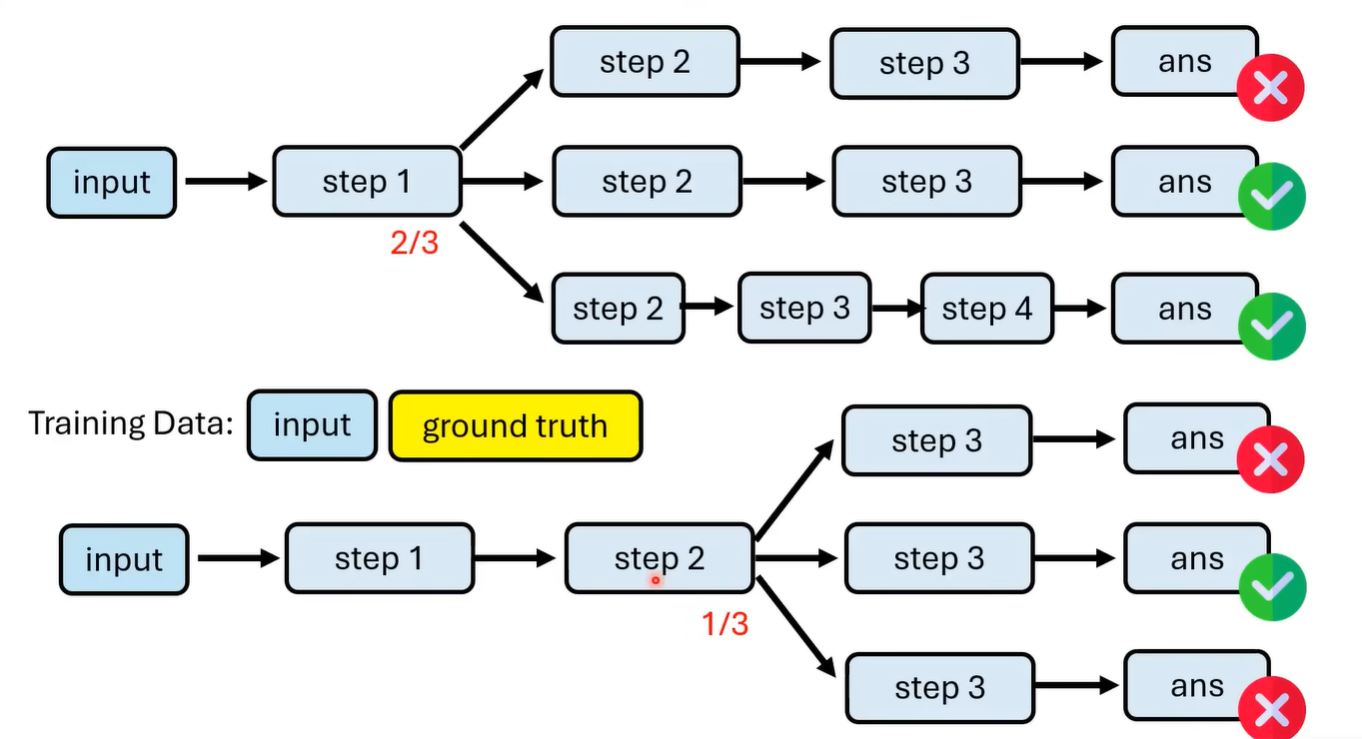 step 2 step 3 ans
input step 1 step 2 step 3 ans
2/3
step 2 step 3 step 4 ans
Training Data: input ground truth
step 3 ans
input step 1 step 2 step 3 ans
1/3
step 3 ans